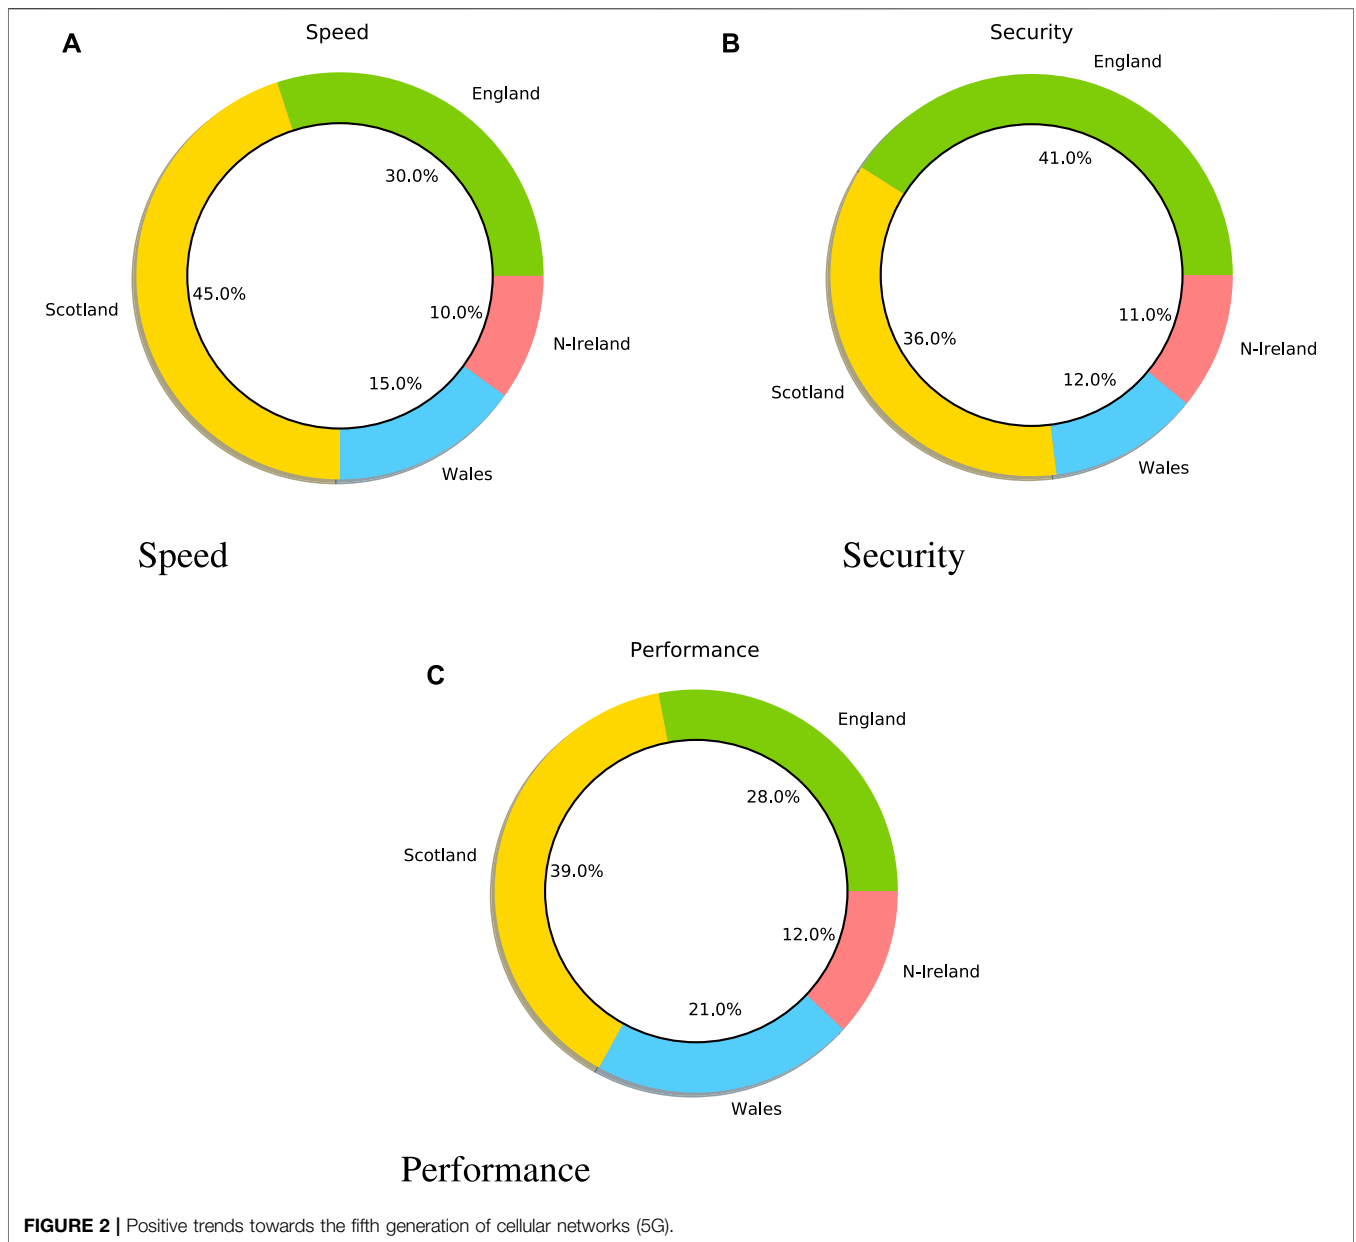 A
Speed
England
30.0%
Scotland
45.0%
10.0%
N-Ireland
15.0%
Wales
Speed
B
Security
England
41.0%
11.0%
36.0%
N-Ireland
12.0%
Scotland
Wales
Security
C
Performance
England
28.0%
Scotland
39.0%
12.0%
N-Ireland
21.0%
Wales
Performance
FIGURE 2 | Positive trends towards the fifth generation of cellular networks (5G).